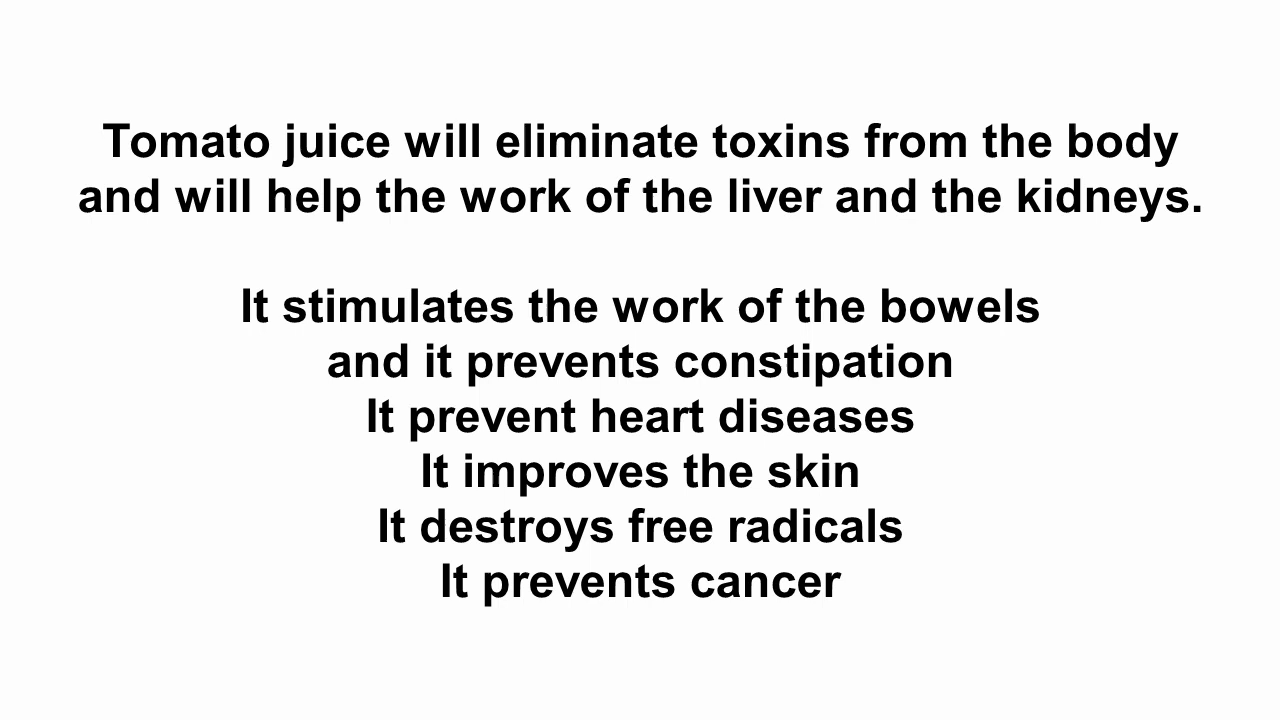 Tomato juice will eliminate toxins from the body
and will help the work of the liver and the kidneys.
It stimulates the work of the bowels
and it prevents constipation
It prevent heart diseases
It improves the skin
It destroys free radicals
It prevents cancer